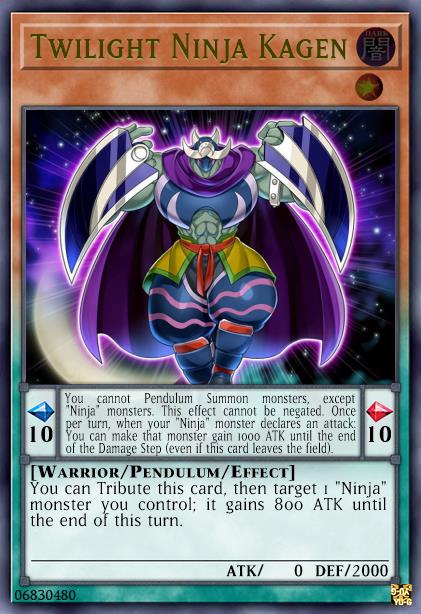 Twilight Ninja Kagen
DARK
闇
You cannot Pendulum Summon monsters, except
"Ninja" monsters. This effect cannot be negated. Once
per turn, when your "Ninja" monster declares an attack:
You can make that monster gain 1000 ATK until the end
of the Damage Step (even if this card leaves the field).
10
10
[Warrior/Pendulum/Effect]
You can Tribute this card, then target 1 "Ninja"
monster you control; it gains 800 ATK until
the end of this turn.
ATK/ 0 DEF/2000
06830480